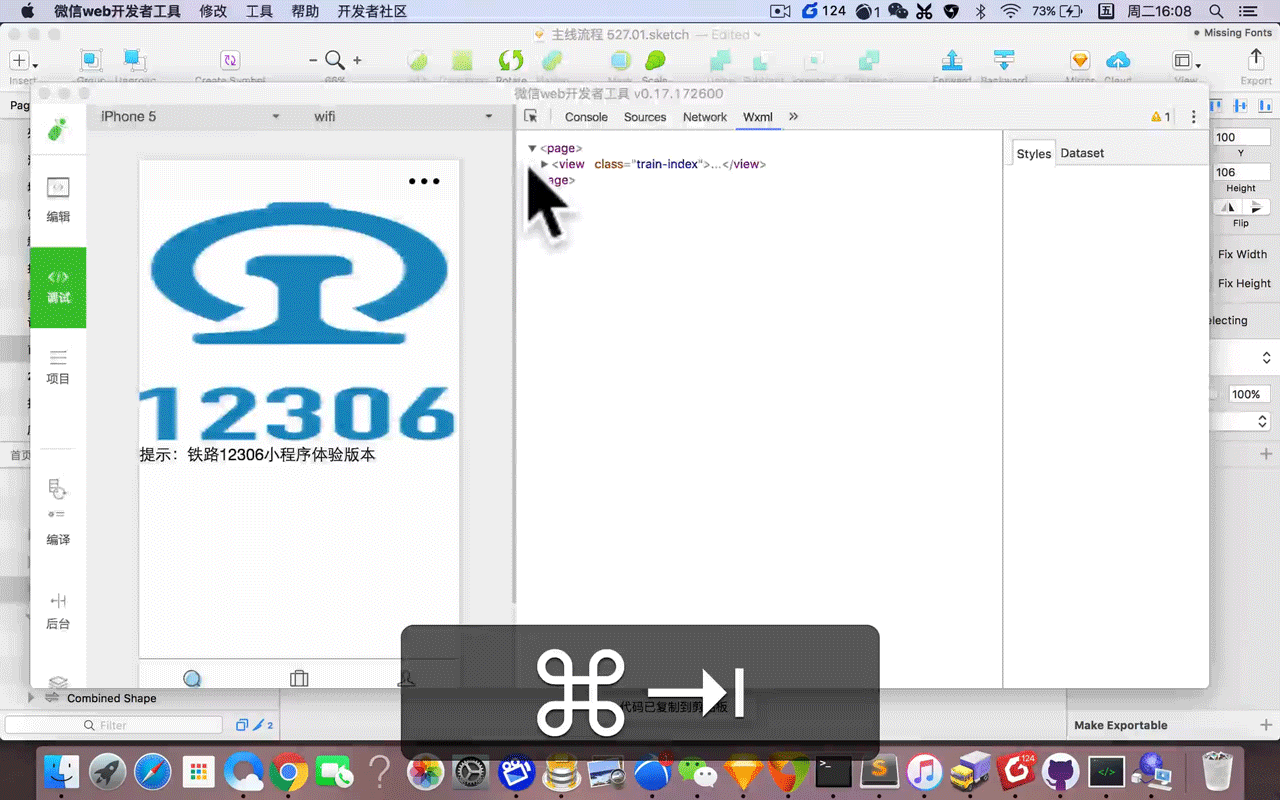 微信web开发者工具 修改 工具 帮助 开发者社区
124 1 73% 五 周二16:08
主线流程 527.01.sketch — Edited
Missing Fonts
Insert Group Create Symbol 66% Rotate Mask Scale Forward Backward Mirror Cloud View Export
微信web开发者工具 v0.17.172600
Pag
iPhone 5 wifi
Console Sources Network Wxml » 1
<page>
<view class="train-index">…</view>
age>
Styles Dataset
100
Y
106
Height
Flip
Fix Width
Fix Height
electing
100%
编辑
调试
项目
编译
后台
首页
12306
提示：铁路12306小程序体验版本
⌘→|
代码已复制到剪贴板
Combined Shape
Filter 2
Make Exportable
124